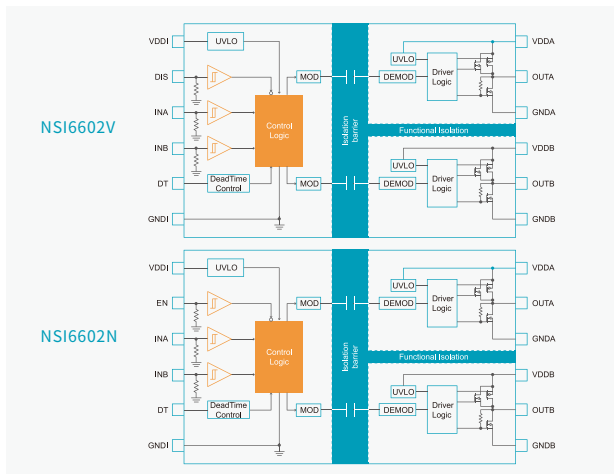 NSI6602V
VDDI
DIS
INA
INB
DT
GNDI
UVLO
DeadTime
Control
Control
Logic
MOD
MOD
Isolation
barrier
Functional Isolation
UVLO
DEMOD
Driver
Logic
UVLO
DEMOD
Driver
Logic
VDDA
OUTA
GNDA
VDDB
OUTB
GNDB
NSI6602N
VDDI
EN
INA
INB
DT
GNDI
UVLO
DeadTime
Control
Control
Logic
MOD
MOD
Isolation
barrier
Functional Isolation
UVLO
DEMOD
Driver
Logic
UVLO
DEMOD
Driver
Logic
VDDA
OUTA
GNDA
VDDB
OUTB
GNDB